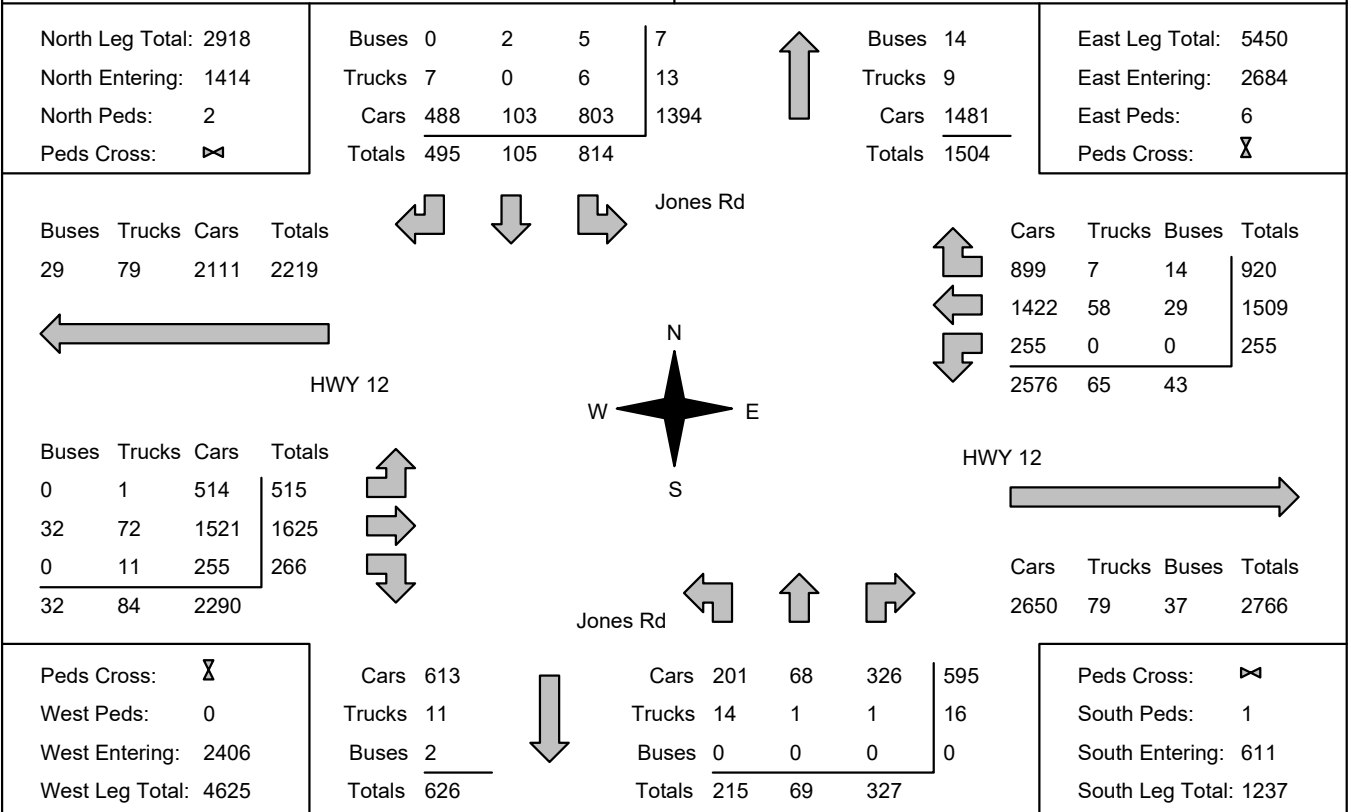 North Leg Total: 2918
North Entering: 1414
North Peds: 2
Peds Cross:
Buses 0 2 5 7
Trucks 7 0 6 13
Cars 488 103 803 1394
Totals 495 105 814
Buses 14
Trucks 9
Cars 1481
Totals 1504
East Leg Total: 5450
East Entering: 2684
East Peds: 6
Peds Cross:
Jones Rd
Buses Trucks Cars Totals
29 79 2111 2219
HWY 12
Cars Trucks Buses Totals
899 7 14 920
1422 58 29 1509
255 0 0 255
2576 65 43
N
W E
S
Buses Trucks Cars Totals
0 1 514 515
32 72 1521 1625
0 11 255 266
32 84 2290
HWY 12
Cars Trucks Buses Totals
2650 79 37 2766
Jones Rd
Peds Cross:
West Peds: 0
West Entering: 2406
West Leg Total: 4625
Cars 613
Trucks 11
Buses 2
Totals 626
Cars 201 68 326 595
Trucks 14 1 1 16
Buses 0 0 0 0
Totals 215 69 327
Peds Cross:
South Peds: 1
South Entering: 611
South Leg Total: 1237